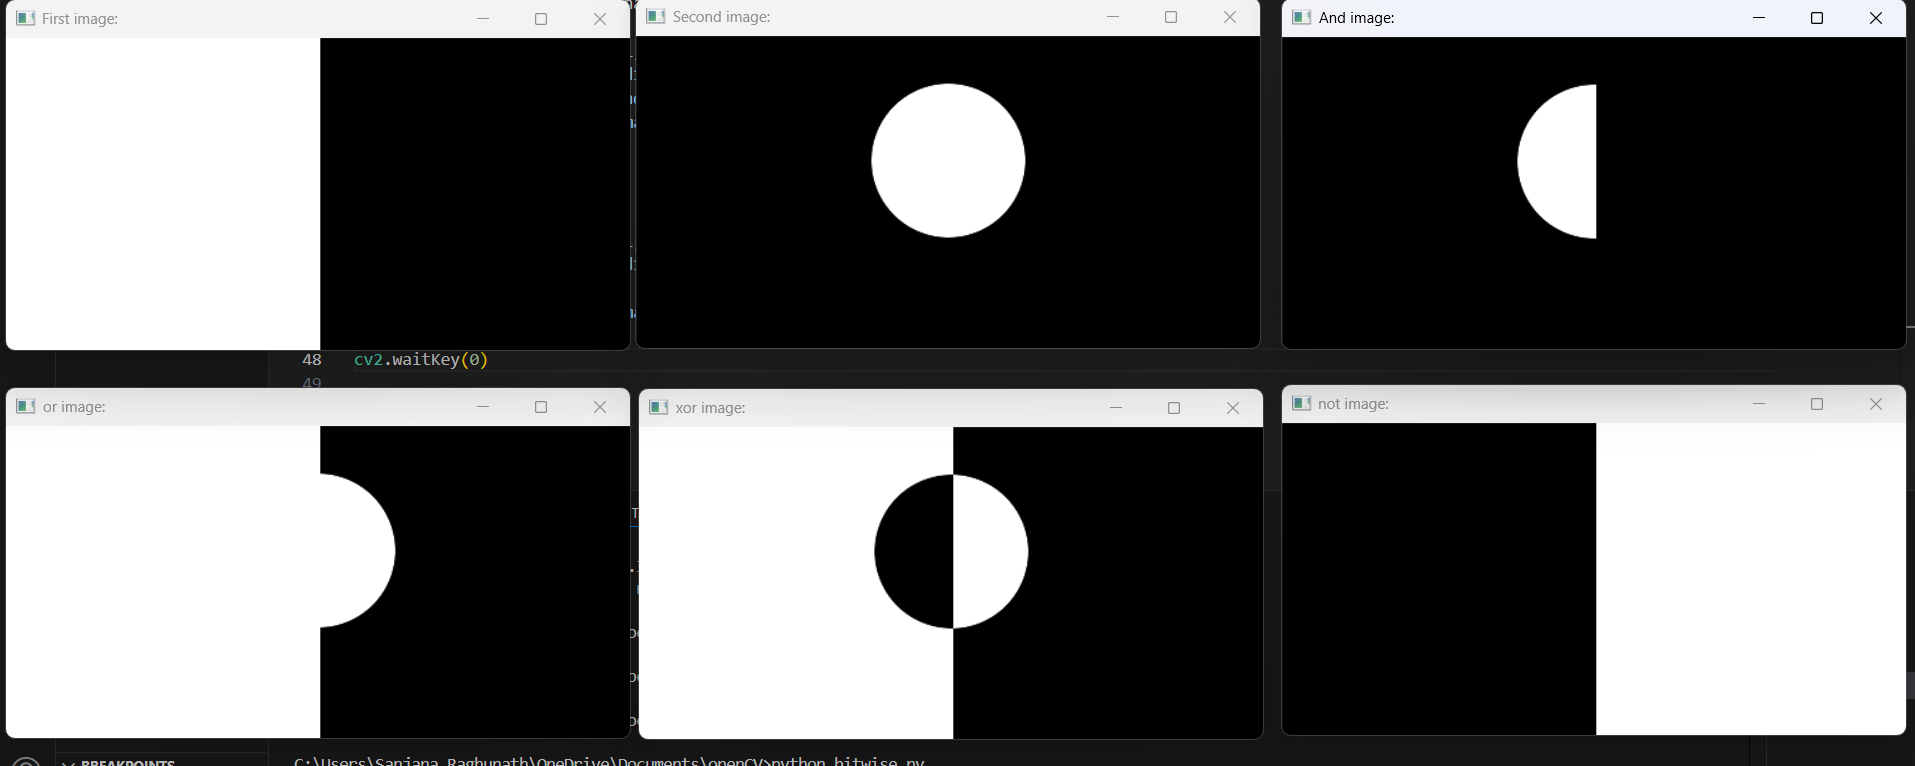 First image:
Second image:
And image:
48 cv2.waitKey(0)
49
or image:
xor image:
not image:
BREAKPOINTS
C:\Users\Sanjana Raghunath\OneDrive\Documents\openCV>python bitwise.py